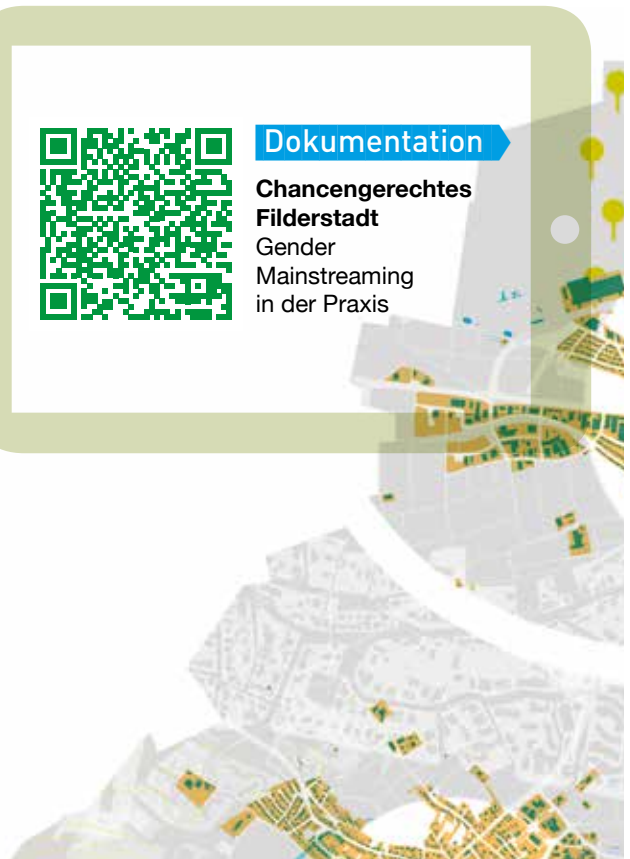 Dokumentation
Chancengerechtes
Filderstadt
Gender
Mainstreaming
in der Praxis